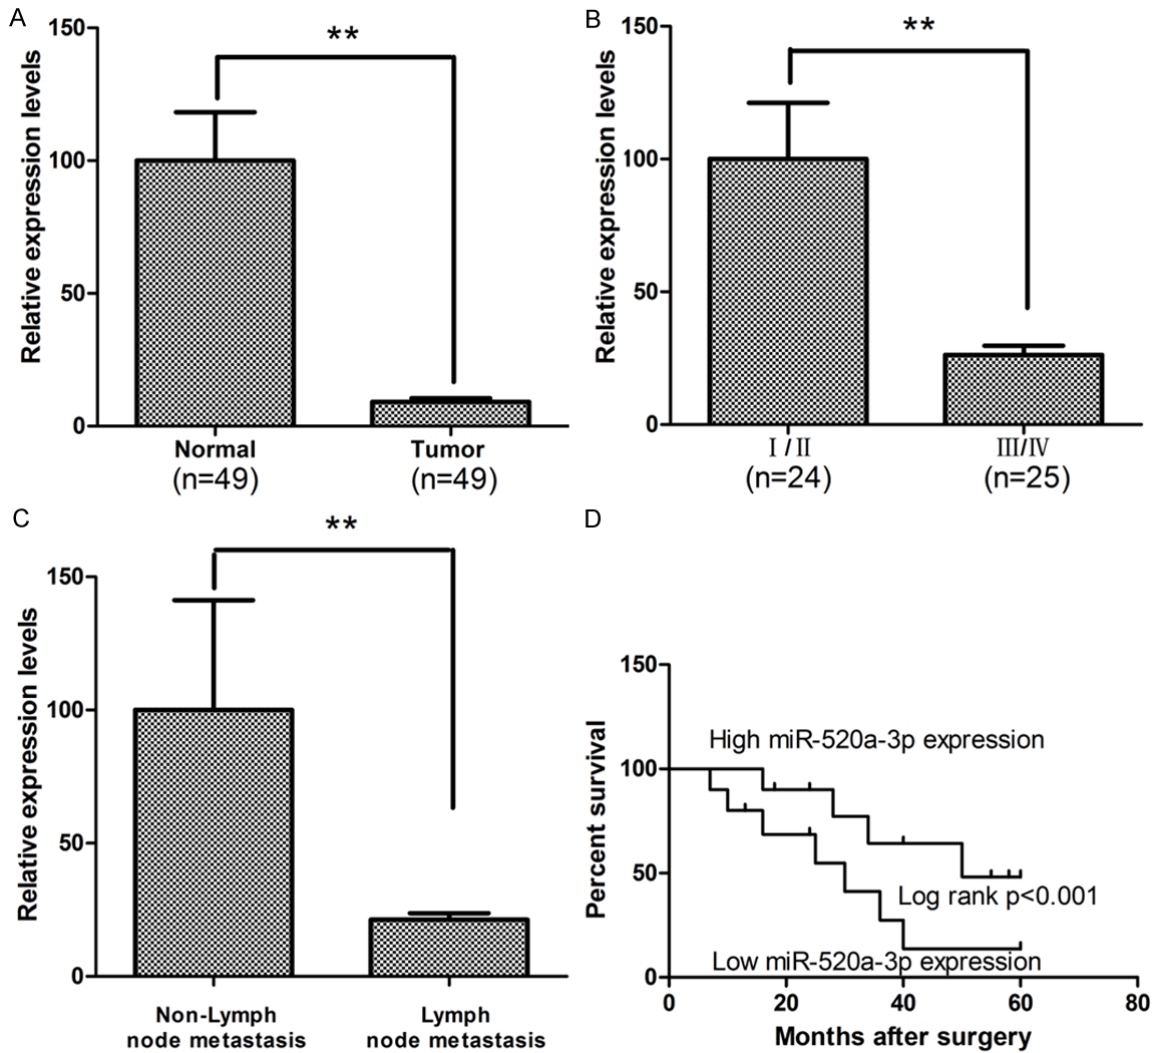 A
Relative expression levels
150
100
50
0
**
Normal
(n=49)
Tumor
(n=49)
B
Relative expression levels
150
100
50
0
**
I / II
(n=24)
III/IV
(n=25)
C
Relative expression levels
150
100
50
0
**
Non-Lymph
node metastasis
Lymph
node metastasis
D
Percent survival
150
100
50
0
High miR-520a-3p expression
Log rank p<0.001
Low miR-520a-3p expression
0 20 40 60 80
Months after surgery